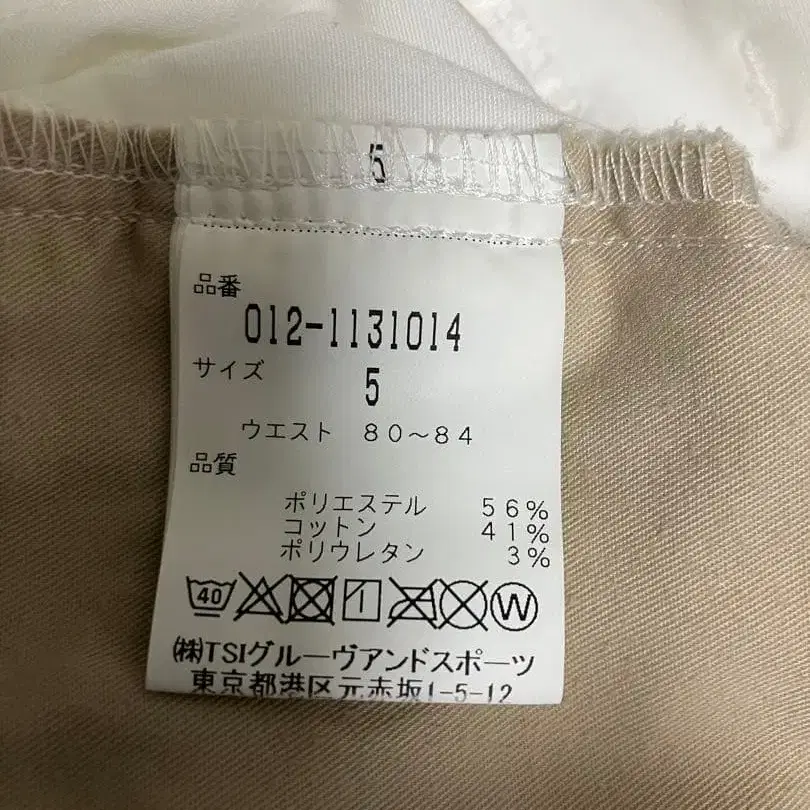 5
品番
012-1131014
サイズ
5
ウエスト 80~84
品質
ポリエステル 56%
コットン 41%
ポリウレタン 3%
40 W
㈱TSIグルーヴアンドスポーツ
東京都港区元赤坂1-5-12